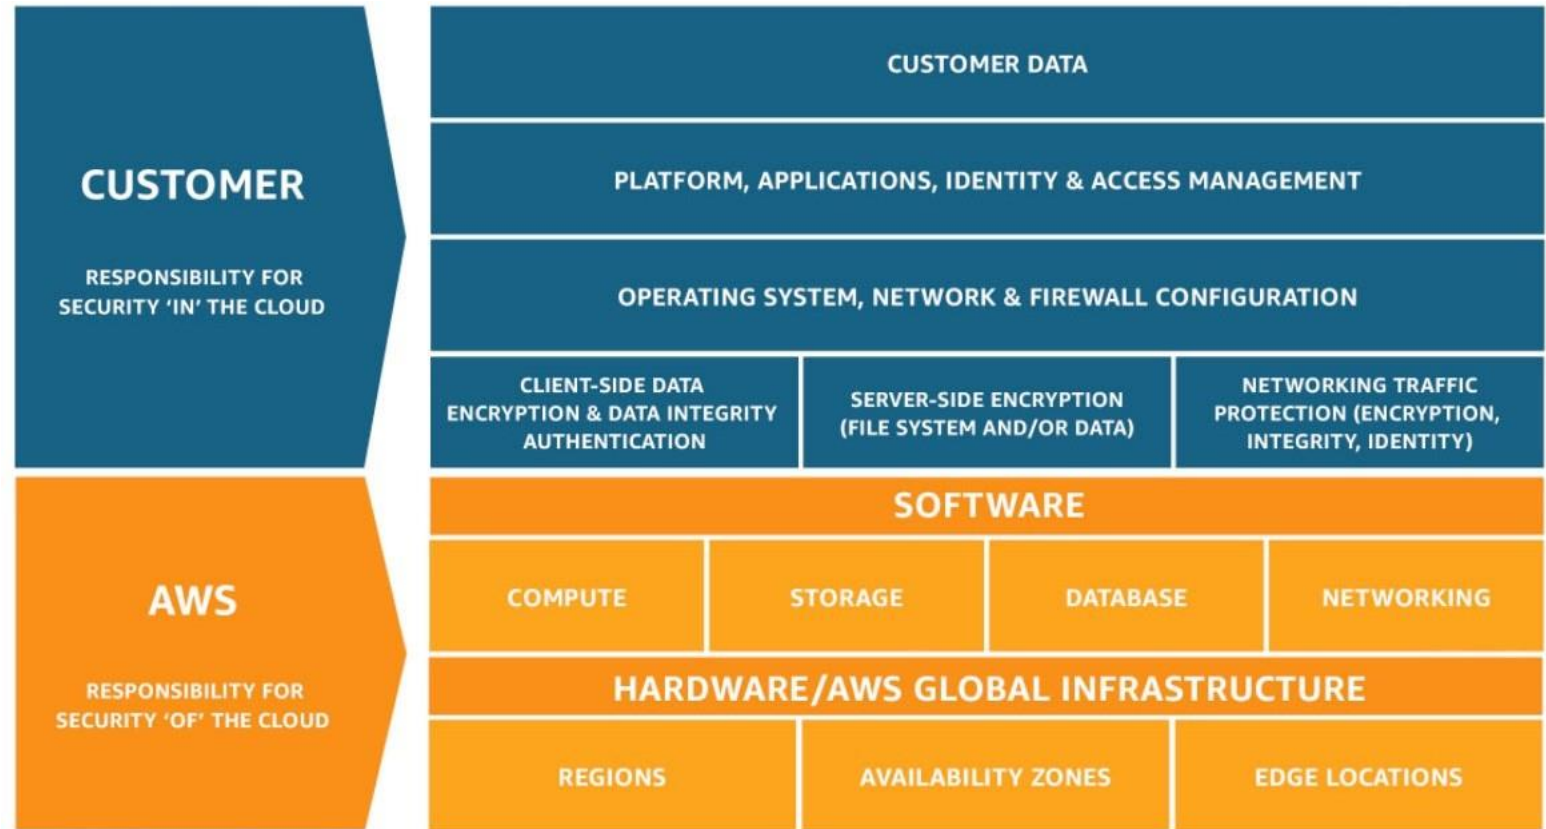 CUSTOMER
RESPONSIBILITY FOR
SECURITY ‘IN’ THE CLOUD
CUSTOMER DATA
PLATFORM, APPLICATIONS, IDENTITY & ACCESS MANAGEMENT
OPERATING SYSTEM, NETWORK & FIREWALL CONFIGURATION
CLIENT-SIDE DATA
ENCRYPTION & DATA INTEGRITY
AUTHENTICATION
SERVER-SIDE ENCRYPTION
(FILE SYSTEM AND/OR DATA)
NETWORKING TRAFFIC
PROTECTION (ENCRYPTION,
INTEGRITY, IDENTITY)
AWS
RESPONSIBILITY FOR
SECURITY ‘OF’ THE CLOUD
SOFTWARE
COMPUTE
STORAGE
DATABASE
NETWORKING
HARDWARE/AWS GLOBAL INFRASTRUCTURE
REGIONS
AVAILABILITY ZONES
EDGE LOCATIONS